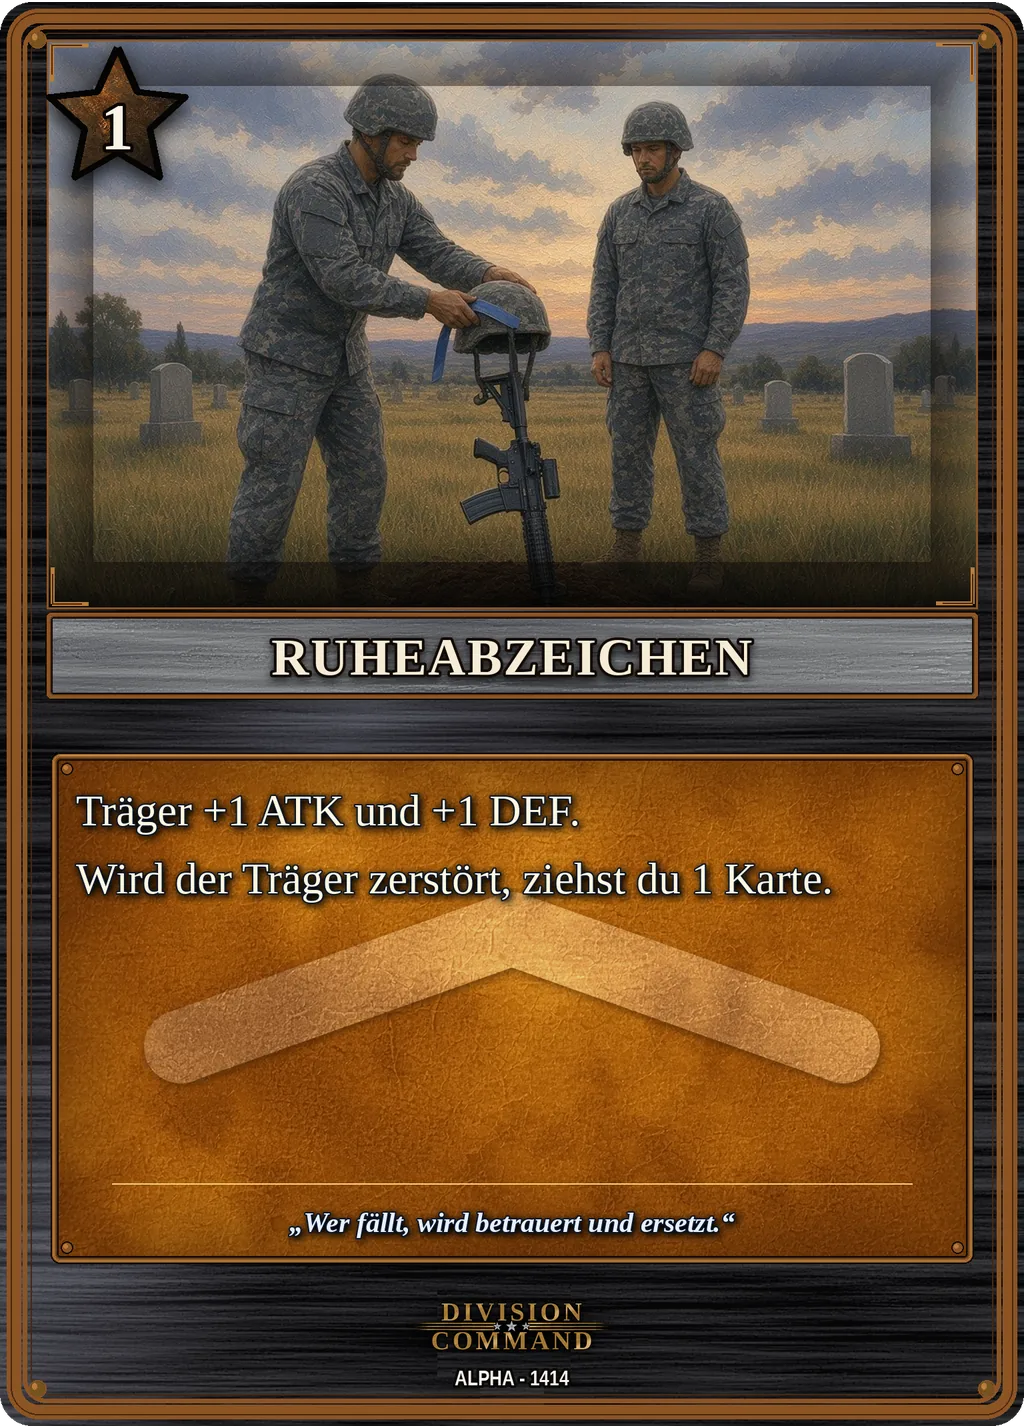 1
RUHEABZEICHEN
Träger +1 ATK und +1 DEF.
Wird der Träger zerstört, ziehst du 1 Karte.
„Wer fällt, wird betrauert und ersetzt.“
DIVISION
COMMAND
ALPHA - 1414